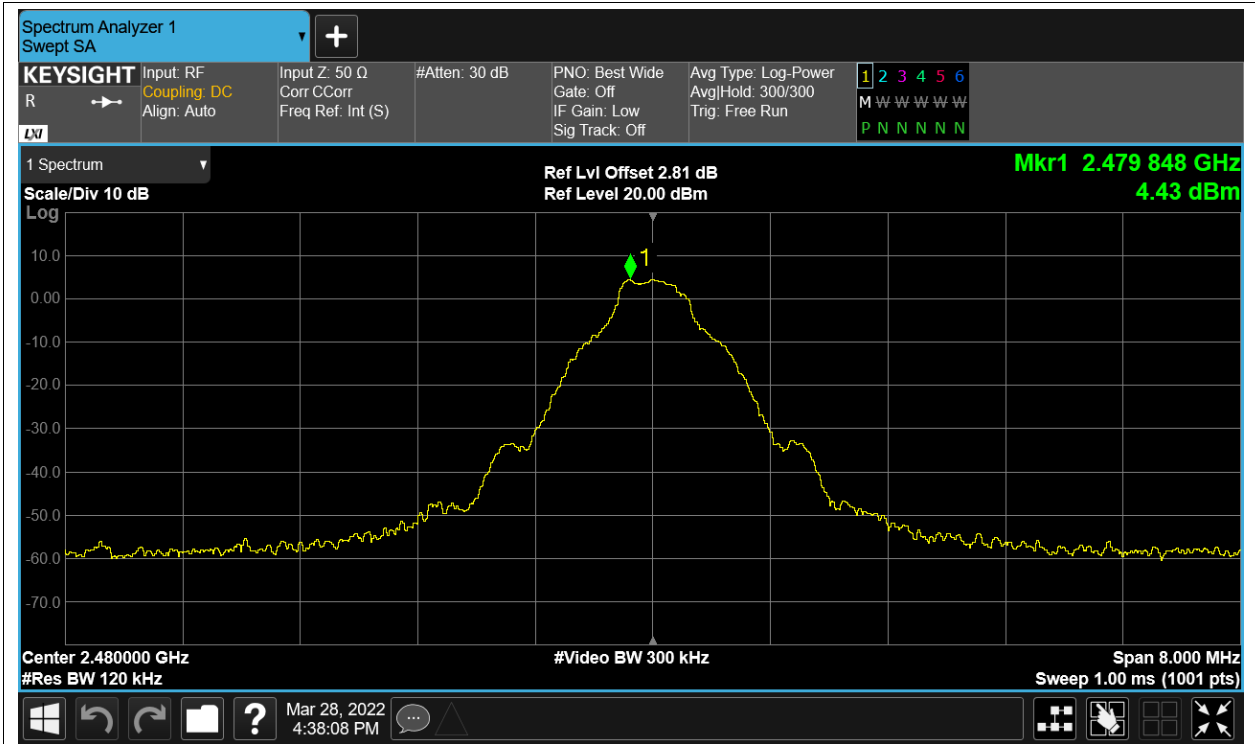 Spectrum Analyzer 1
Swept SA
KEYSIGHT
R
LXI
Input: RF
Coupling: DC
Align: Auto
Input Z: 50 Ω
Corr CCorr
Freq Ref: Int (S)
#Atten: 30 dB
PNO: Best Wide
Gate: Off
IF Gain: Low
Sig Track: Off
Avg Type: Log-Power
Avg|Hold: 300/300
Trig: Free Run
1 2 3 4 5 6
M W W W W W
P N N N N N
1 Spectrum
Scale/Div 10 dB
Log
Ref Lvl Offset 2.81 dB
Ref Level 20.00 dBm
Mkr1 2.479 848 GHz
4.43 dBm
1
10.0
0.00
-10.0
-20.0
-30.0
-40.0
-50.0
-60.0
-70.0
Center 2.480000 GHz
#Res BW 120 kHz
#Video BW 300 kHz
Span 8.000 MHz
Sweep 1.00 ms (1001 pts)
?
Mar 28, 2022
4:38:08 PM